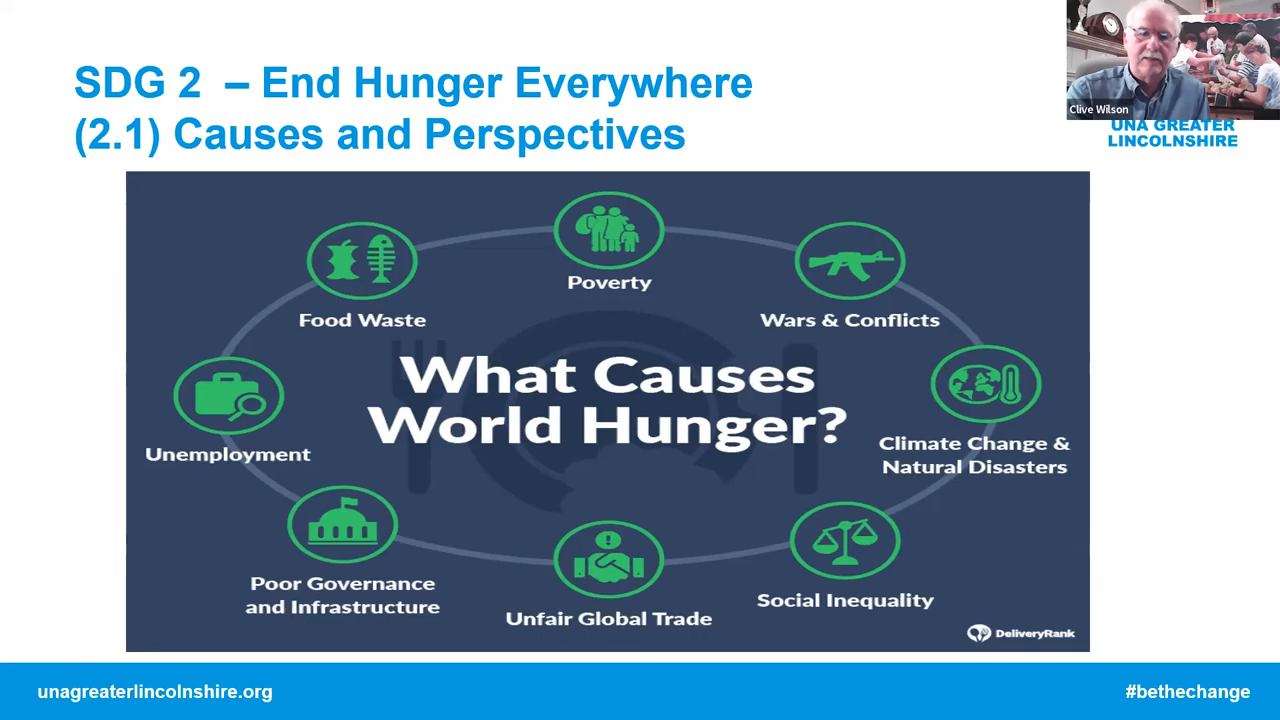 SDG 2 – End Hunger Everywhere
(2.1) Causes and Perspectives
Clive Wilson
UNA GREATER
LINCOLNSHIRE
Poverty
Food Waste
Wars & Conflicts
What Causes
World Hunger?
Unemployment
Climate Change &
Natural Disasters
Poor Governance
and Infrastructure
Unfair Global Trade
Social Inequality
DeliveryRank
unagreaterlincolnshire.org
#bethechange